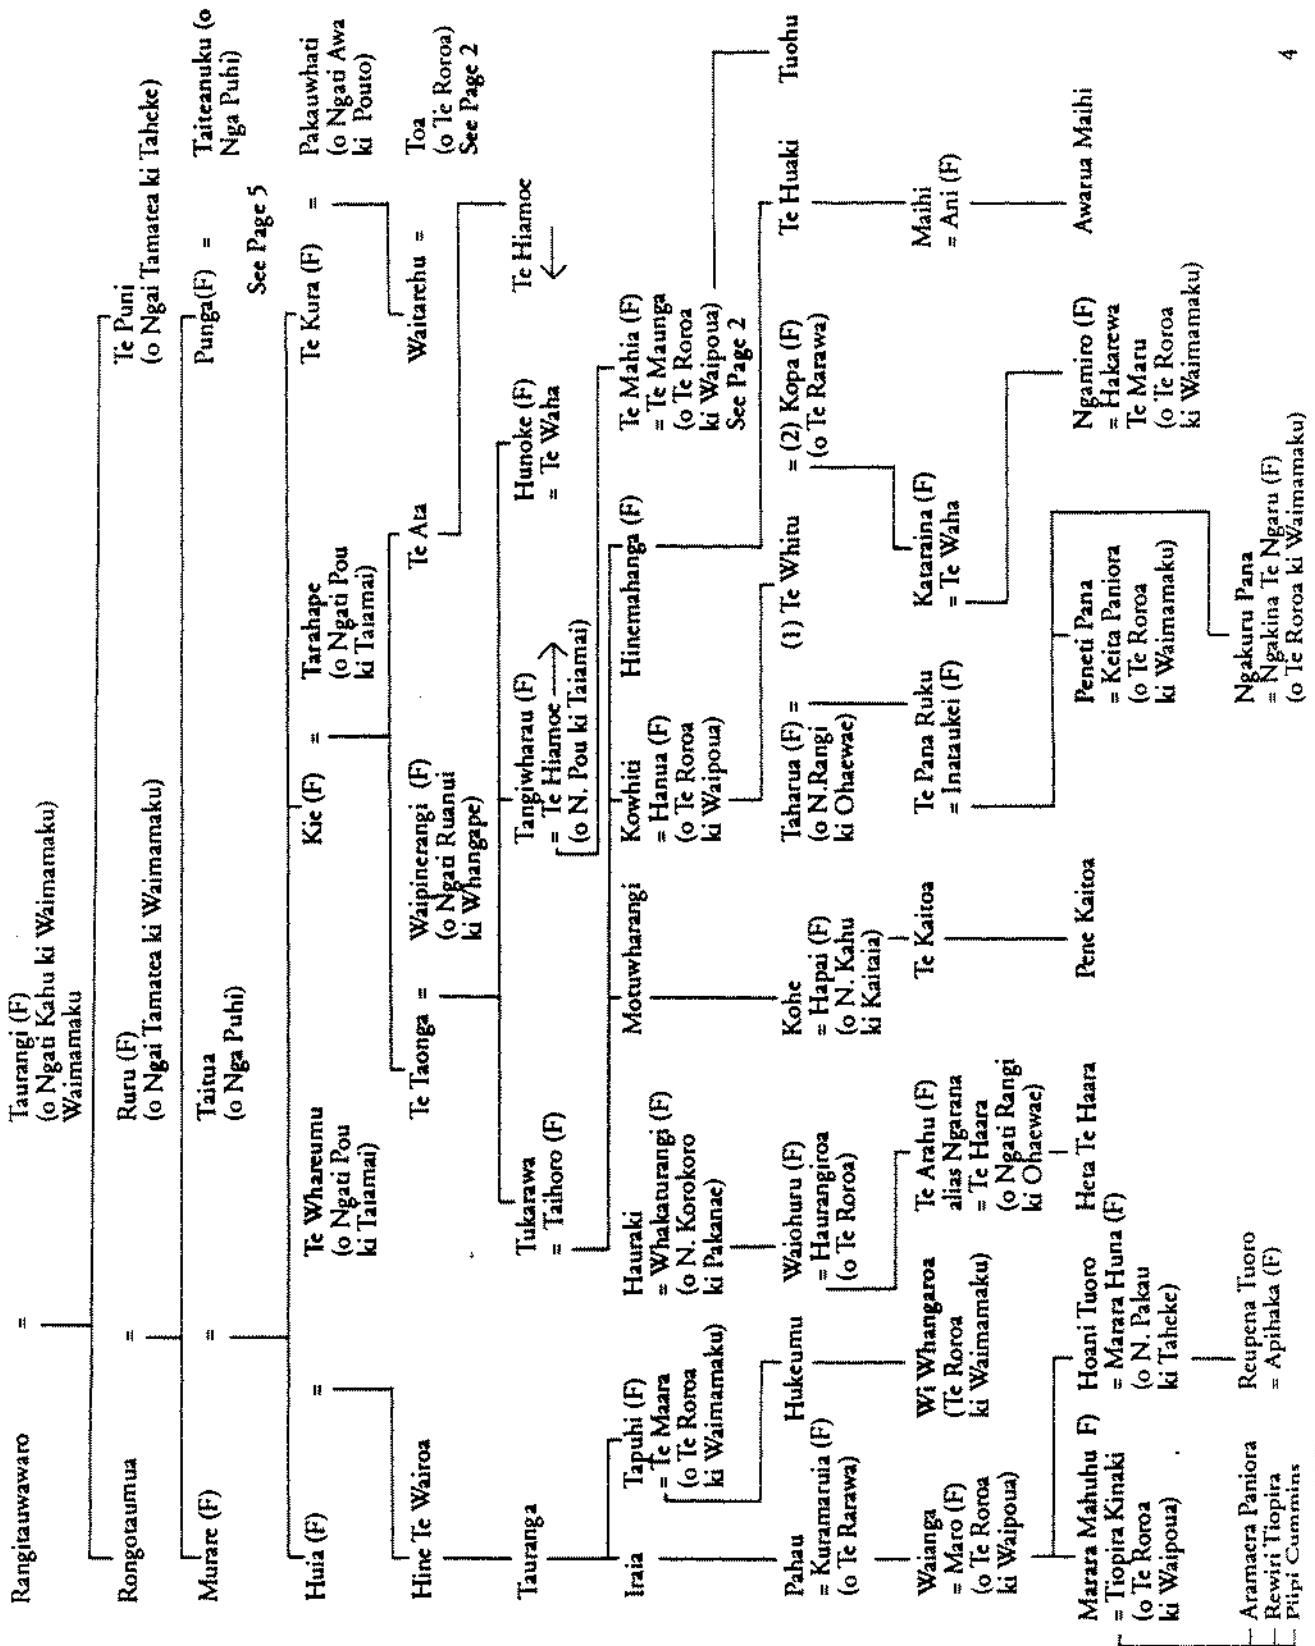 Rangitauwawaro
=
Taurangi (F)
(o Ngati Kahu ki Waimamaku)
Waimamaku
Rongotaumua
=
Ruru (F)
(o Ngai Tamatea ki Waimamaku)
Te Puni
(o Ngai Tamatea ki Taheke)
Murare (F)
=
Taitua
(o Nga Puhi)
Punga(F)
=
Taiteanuku (o
Nga Puhi)
See Page 5
Huia (F)
=
Te Whareumu
(o Ngati Pou
ki Taiamai)
Kie (F)
=
Tarahape
(o Ngati Pou
ki Taiamai)
Te Kura (F)
=
Pakauwhati
(o Ngati Awa
ki Pouto)
Hine Te Wairoa
Te Taonga =
Waipinerangi (F)
(o Ngati Ruanui
ki Whangape)
Te Ata
Waitarehu =
Toa
(o Te Roroa)
See Page 2
Tauranga
Tukarawa
= Taihoro (F)
Tangiwharau (F)
= Te Hiamoe →
(o N. Pou ki Taiamai)
Hunoke (F)
= Te Waha
Te Hiamoe
←
Iraia
Tapuhi (F)
= Te Maara
(o Te Roroa
ki Waimamaku)
Hauraki
= Whakaturangi (F)
(o N. Korokoro
ki Pakanae)
Motuwharangi
Kowhiti
= Hanua (F)
(o Te Roroa
ki Waipoua)
Hinemahanga (F)
Te Mahia (F)
= Te Maunga
(o Te Roroa
ki Waipoua)
See Page 2
Pahau
= Kuramaruia (F)
(o Te Rarawa)
Hukeumu
Waiohuru (F)
= Haurangiroa
(o Te Roroa)
Kohe
= Hapai (F)
(o N. Kahu
ki Kaitaia)
Taharua (F) =
(o N.Rangi
ki Ohaewae)
(1) Te Whitu
= (2) Kopa (F)
(o Te Rarawa)
Te Huaki
Tuohu
Waianga
= Maro (F)
(o Te Roroa
ki Waipoua)
Wi Whangaroa
(Te Roroa
ki Waimamaku)
Te Arahu (F)
alias Ngarana
= Te Haara
(o Ngati Rangi
ki Ohaewae)
Te Kaitoa
Te Pana Ruku
= Inataukei (F)
Kataraina (F)
= Te Waha
Maihi
= Ani (F)
Marara Mahuhu F)
= Tiopira Kinaki
(o Te Roroa
ki Waipoua)
Hoani Tuoro
= Marara Huna (F)
(o N. Pakau
ki Taheke)
Heta Te Haara
Pene Kaitoa
Peneti Pana
= Keita Paniora
(o Te Roroa
ki Waimamaku)
Ngamiro (F)
= Hakarewa
Te Maru
(o Te Roroa
ki Waimamaku)
Awarua Maihi
Aramaera Paniora
Rewiri Tiopira
Piipi Cummins
Reupena Tuoro
= Apihaka (F)
Ngakuru Pana
= Ngakina Te Ngaru (F)
(o Te Roroa ki Waimamaku)
4